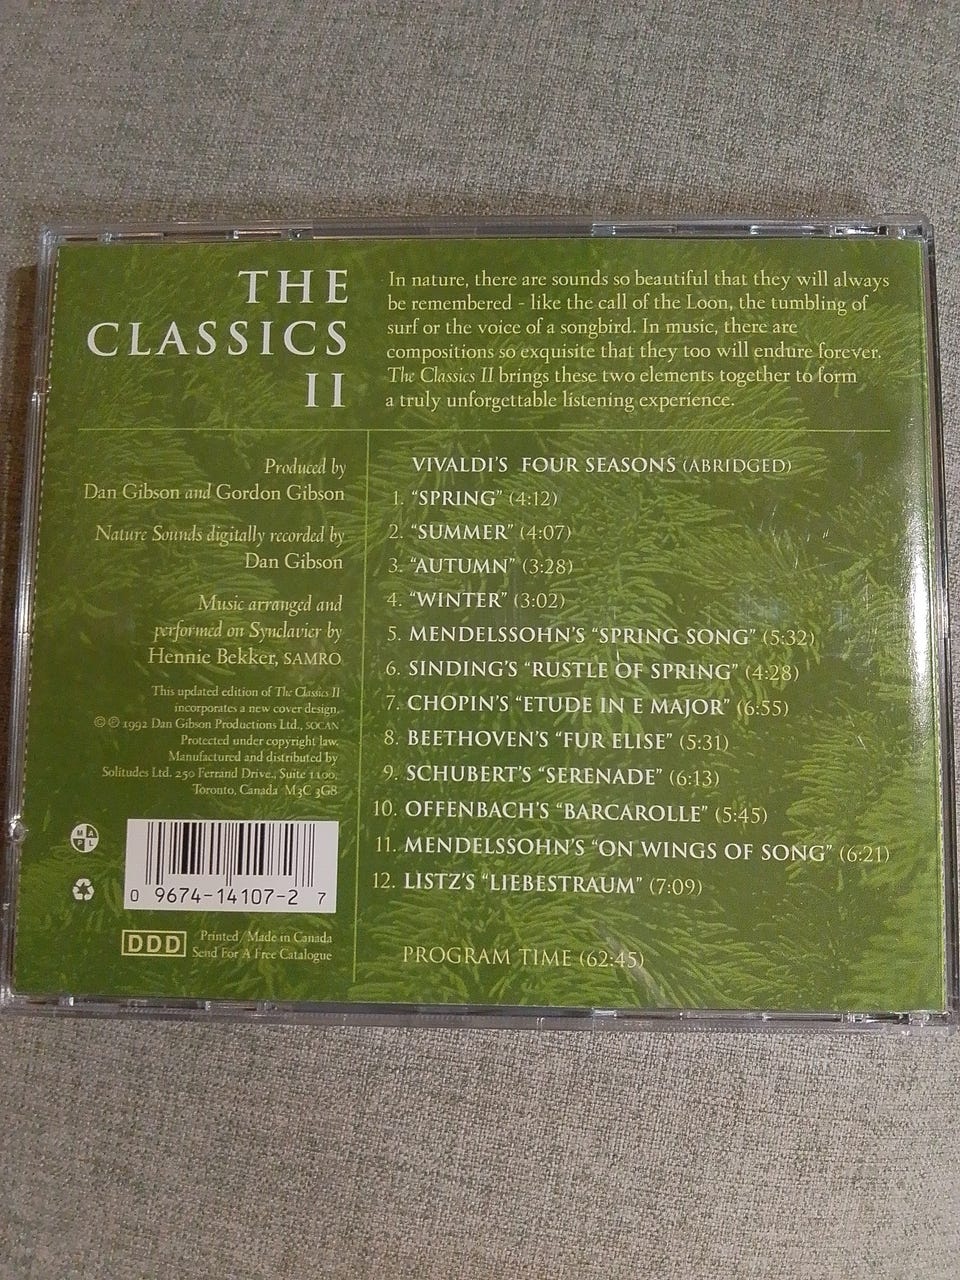 THE
CLASSICS
II
In nature, there are sounds so beautiful that they will always
be remembered - like the call of the Loon, the tumbling of
surf or the voice of a songbird. In music, there are
compositions so exquisite that they too will endure forever.
The Classics II brings these two elements together to form
a truly unforgettable listening experience.
Produced by
Dan Gibson and Gordon Gibson
Nature Sounds digitally recorded by
Dan Gibson
Music arranged and
performed on Synclavier by
Hennie Bekker, SAMRO
This updated edition of The Classics II
incorporates a new cover design.
© ℗ 1992 Dan Gibson Productions Ltd., SOCAN
Protected under copyright law.
Manufactured and distributed by
Solitudes Ltd. 250 Ferrand Drive., Suite 1100,
Toronto, Canada M3C 3G8
M A
P L
0 9674-14107-2 7
DDD
Printed/Made in Canada
Send For A Free Catalogue
VIVALDI'S FOUR SEASONS (ABRIDGED)
1. “SPRING” (4:12)
2. “SUMMER” (4:07)
3. “AUTUMN” (3:28)
4. “WINTER” (3:02)
5. MENDELSSOHN'S “SPRING SONG” (5:32)
6. SINDING'S “RUSTLE OF SPRING” (4:28)
7. CHOPIN'S “ETUDE IN E MAJOR” (6:55)
8. BEETHOVEN'S “FUR ELISE” (5:31)
9. SCHUBERT'S “SERENADE” (6:13)
10. OFFENBACH'S “BARCAROLLE” (5:45)
11. MENDELSSOHN'S “ON WINGS OF SONG” (6:21)
12. LISTZ'S “LIEBESTRAUM” (7:09)
PROGRAM TIME (62:45)